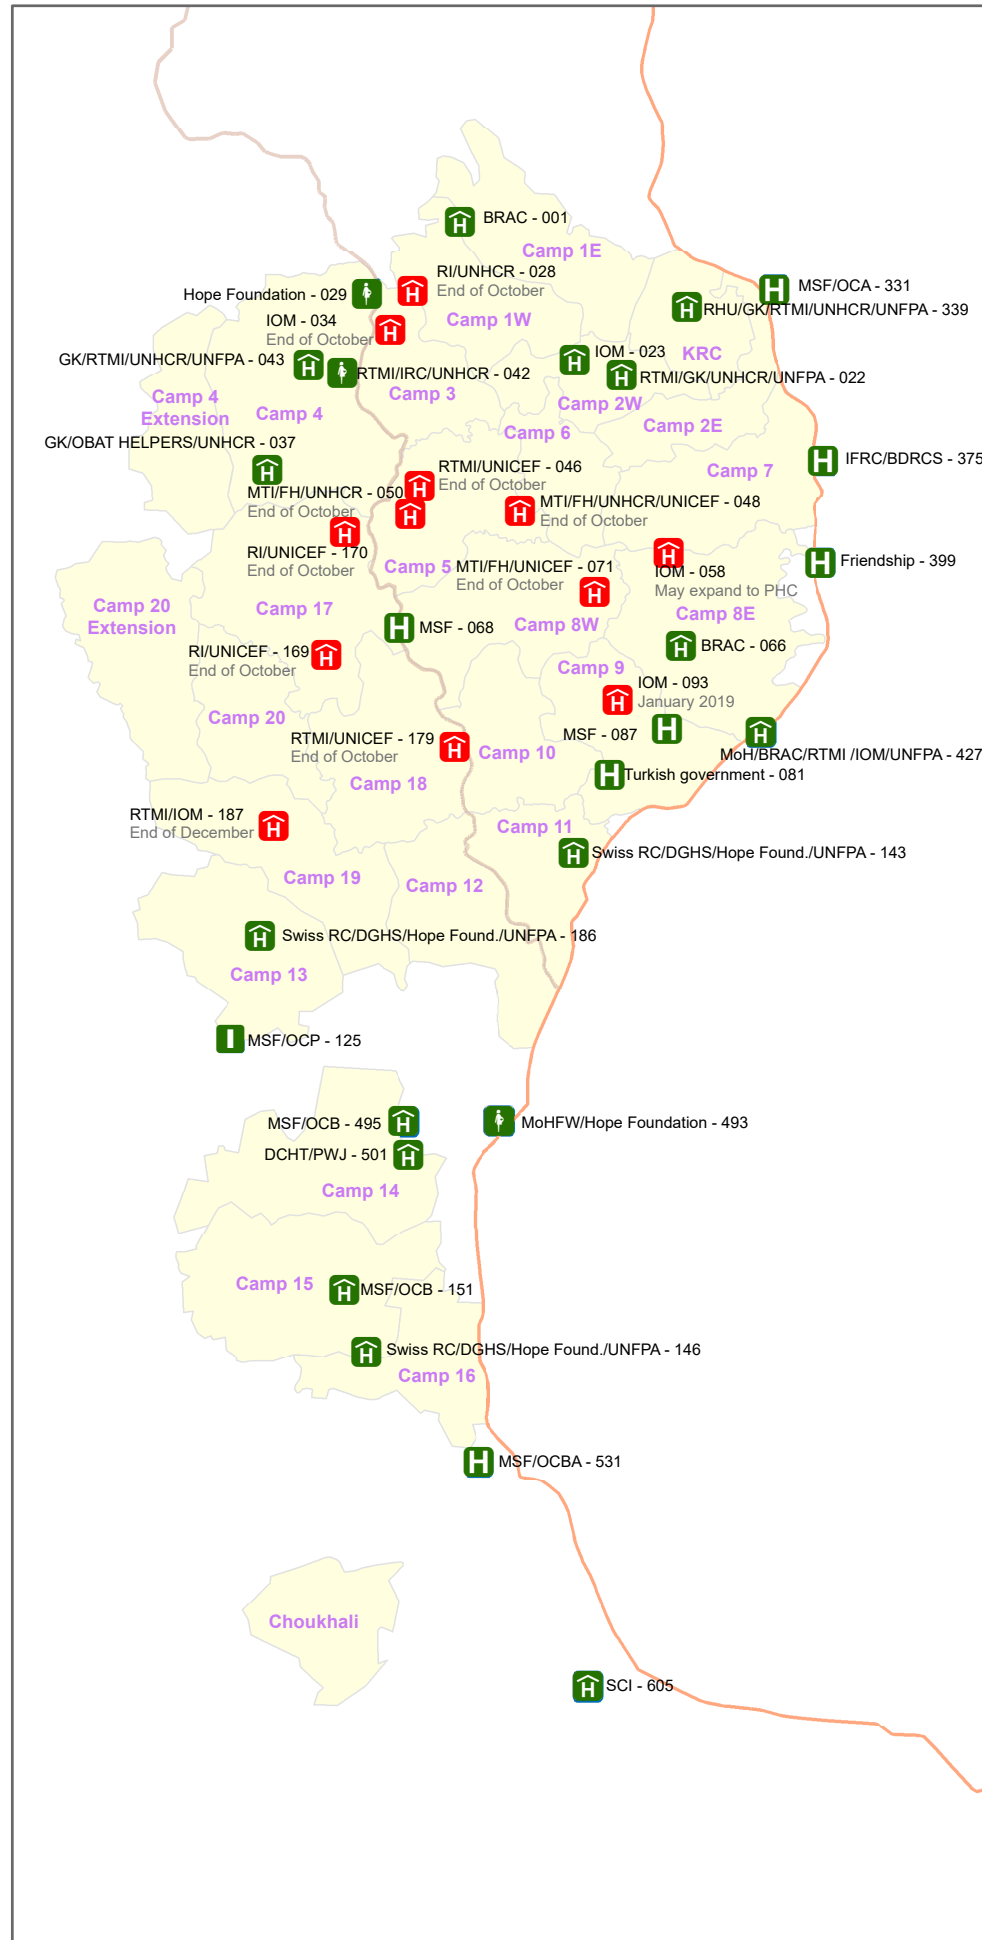 BRAC - 001
Camp 1E
RI/UNHCR - 028
End of October
MSF/OCA - 331
Hope Foundation - 029
RHU/GK/RTMI/UNHCR/UNFPA - 339
IOM - 034
End of October
Camp 1W
IOM - 023
KRC
GK/RTMI/UNHCR/UNFPA - 043
RTMI/IRC/UNHCR - 042
RTMI/GK/UNHCR/UNFPA - 022
Camp 3
Camp 4
Extension
Camp 4
Camp 2W
Camp 2E
Camp 6
GK/OBAT HELPERS/UNHCR - 037
IFRC/BDRCS - 375
RTMI/UNICEF - 046
End of October
Camp 7
MTI/FH/UNHCR - 050
End of October
MTI/FH/UNHCR/UNICEF - 048
End of October
RI/UNICEF - 170
End of October
Camp 5
MTI/FH/UNICEF - 071
End of October
IOM - 058
May expand to PHC
Friendship - 399
Camp 20
Extension
Camp 17
Camp 8W
Camp 8E
MSF - 068
BRAC - 066
RI/UNICEF - 169
End of October
Camp 9
IOM - 093
January 2019
Camp 20
MSF - 087
RTMI/UNICEF - 179
End of October
Camp 10
MoH/BRAC/RTMI /IOM/UNFPA - 427
Turkish government - 081
Camp 18
RTMI/IOM - 187
End of December
Camp 11
Swiss RC/DGHS/Hope Found./UNFPA - 143
Camp 19
Camp 12
Swiss RC/DGHS/Hope Found./UNFPA - 186
Camp 13
MSF/OCP - 125
MSF/OCB - 495
MoHFW/Hope Foundation - 493
DCHT/PWJ - 501
Camp 14
Camp 15
MSF/OCB - 151
Swiss RC/DGHS/Hope Found./UNFPA - 146
Camp 16
MSF/OCBA - 531
Choukhali
SCI - 605